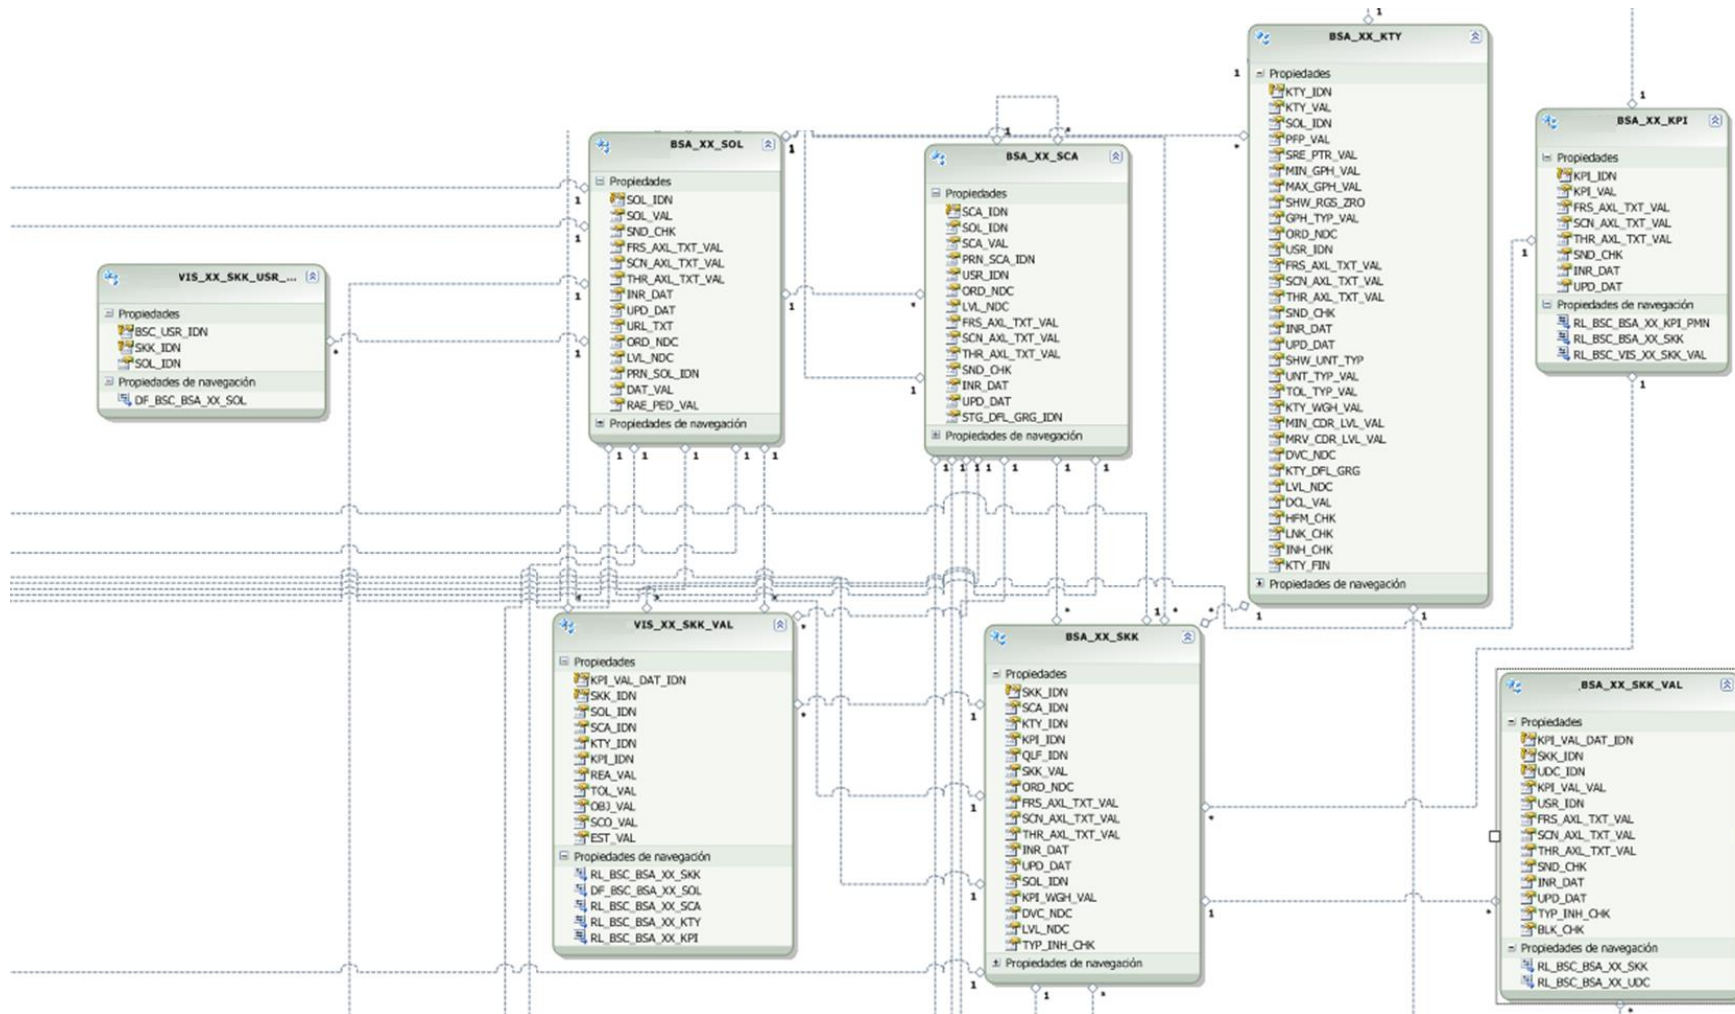 VIS_XX_SKK_USR_...
Propiedades
BSC_USR_IDN
SKK_IDN
SOL_IDN
Propiedades de navegación
DF_BSC_BSA_XX_SOL
BSA_XX_SOL
Propiedades
SOL_IDN
SOL_VAL
SND_CHK
FRS_AXL_TXT_VAL
SCN_AXL_TXT_VAL
THR_AXL_TXT_VAL
INR_DAT
UPD_DAT
URL_TXT
ORD_NDC
LVL_NDC
PRN_SOL_IDN
DAT_VAL
RAE_PED_VAL
Propiedades de navegación
BSA_XX_SCA
Propiedades
SCA_IDN
SOL_IDN
SCA_VAL
PRN_SCA_IDN
USR_IDN
ORD_NDC
LVL_NDC
FRS_AXL_TXT_VAL
SCN_AXL_TXT_VAL
THR_AXL_TXT_VAL
SND_CHK
INR_DAT
UPD_DAT
STG_DFL_GRG_IDN
Propiedades de navegación
BSA_XX_KTY
Propiedades
KTY_IDN
KTY_VAL
SOL_IDN
PFP_VAL
SRE_PTR_VAL
MIN_GPH_VAL
MAX_GPH_VAL
SHW_RGS_ZRO
GPH_TYP_VAL
ORD_NDC
USR_IDN
FRS_AXL_TXT_VAL
SCN_AXL_TXT_VAL
THR_AXL_TXT_VAL
SND_CHK
INR_DAT
UPD_DAT
SHW_UNT_TYP
UNT_TYP_VAL
TOL_TYP_VAL
KTY_WGH_VAL
MIN_CDR_LVL_VAL
MRV_CDR_LVL_VAL
DVC_NDC
KTY_DFL_GRG
LVL_NDC
DCL_VAL
HFM_CHK
LNK_CHK
INH_CHK
KTY_FIN
Propiedades de navegación
BSA_XX_KPI
Propiedades
KPI_IDN
KPI_VAL
FRS_AXL_TXT_VAL
SCN_AXL_TXT_VAL
THR_AXL_TXT_VAL
SND_CHK
INR_DAT
UPD_DAT
Propiedades de navegación
RL_BSC_BSA_XX_KPI_PMN
RL_BSC_BSA_XX_SKK
RL_BSC_VIS_XX_SKK_VAL
VIS_XX_SKK_VAL
Propiedades
KPI_VAL_DAT_IDN
SKK_IDN
SOL_IDN
SCA_IDN
KTY_IDN
KPI_IDN
REA_VAL
TOL_VAL
OBJ_VAL
SCO_VAL
EST_VAL
Propiedades de navegación
RL_BSC_BSA_XX_SKK
DF_BSC_BSA_XX_SOL
RL_BSC_BSA_XX_SCA
RL_BSC_BSA_XX_KTY
RL_BSC_BSA_XX_KPI
BSA_XX_SKK
Propiedades
SKK_IDN
SCA_IDN
KTY_IDN
KPI_IDN
QLF_IDN
SKK_VAL
ORD_NDC
FRS_AXL_TXT_VAL
SCN_AXL_TXT_VAL
THR_AXL_TXT_VAL
INR_DAT
UPD_DAT
SOL_IDN
KPI_WGH_VAL
DVC_NDC
LVL_NDC
TYP_INH_CHK
Propiedades de navegación
BSA_XX_SKK_VAL
Propiedades
KPI_VAL_DAT_IDN
SKK_IDN
UDC_IDN
KPI_VAL_VAL
USR_IDN
FRS_AXL_TXT_VAL
SCN_AXL_TXT_VAL
THR_AXL_TXT_VAL
SND_CHK
INR_DAT
UPD_DAT
TYP_INH_CHK
BLK_CHK
Propiedades de navegación
RL_BSC_BSA_XX_SKK
RL_BSC_BSA_XX_UDC